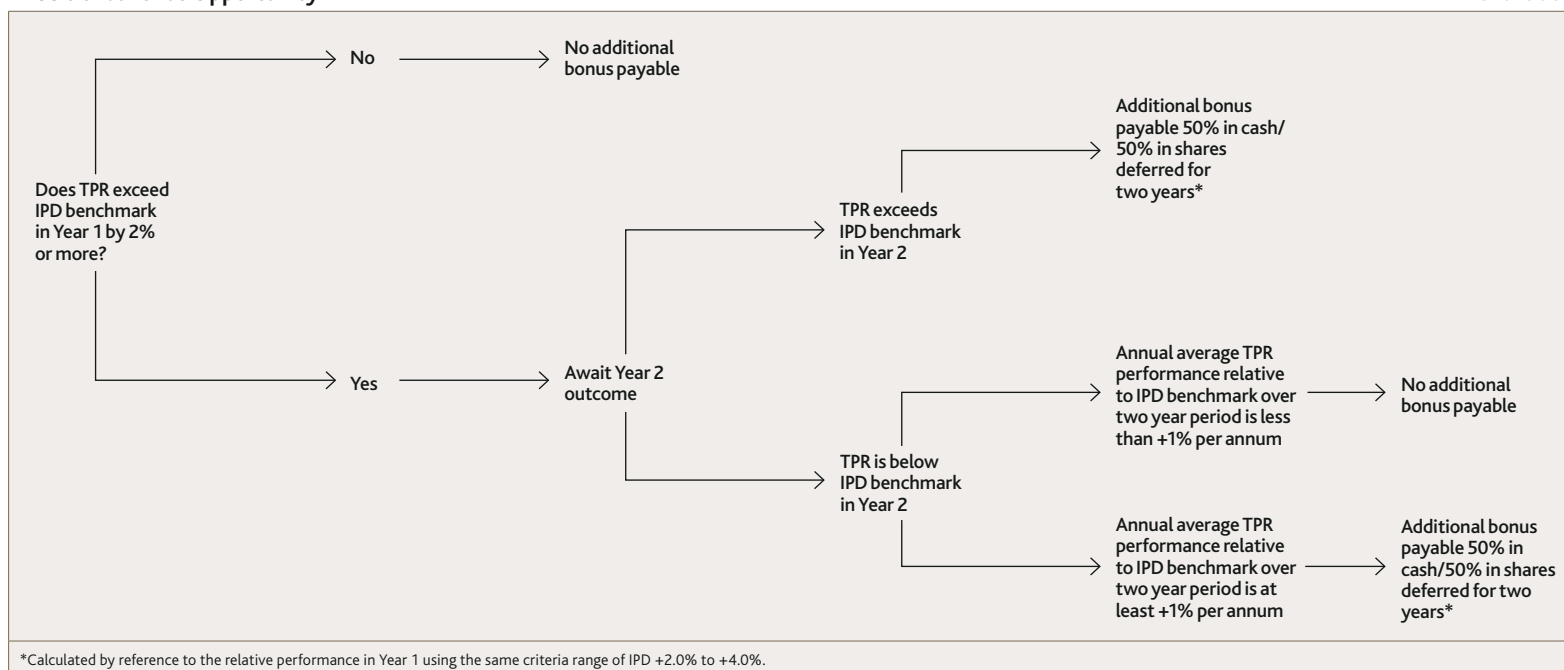 No
No additional
bonus payable
Does TPR exceed
IPD benchmark
in Year 1 by 2%
or more?
Yes
Await Year 2
outcome
TPR exceeds
IPD benchmark
in Year 2
Additional bonus
payable 50% in cash/
50% in shares
deferred for
two years*
TPR is below
IPD benchmark
in Year 2
Annual average TPR
performance relative
to IPD benchmark over
two year period is less
than +1% per annum
No additional
bonus payable
Annual average TPR
performance relative
to IPD benchmark over
two year period is at
least +1% per annum
Additional bonus
payable 50% in
cash/50% in shares
deferred for two
years*
*Calculated by reference to the relative performance in Year 1 using the same criteria range of IPD +2.0% to +4.0%.